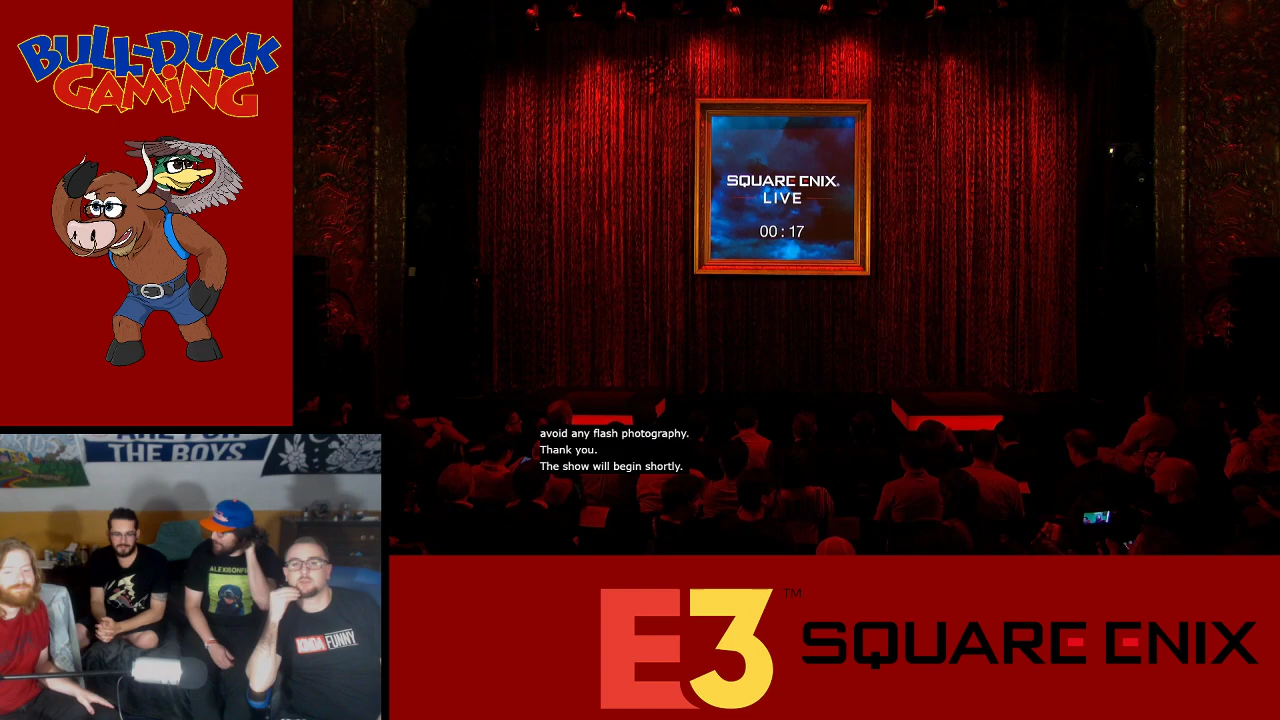 BULL-DUCK
GAMING
SQUARE ENIX
LIVE
00:17
avoid any flash photography.
Thank you.
The show will begin shortly.
THE BOYS
ALEXISONFIRE
KINDA FUNNY
E3™ SQUARE ENIX